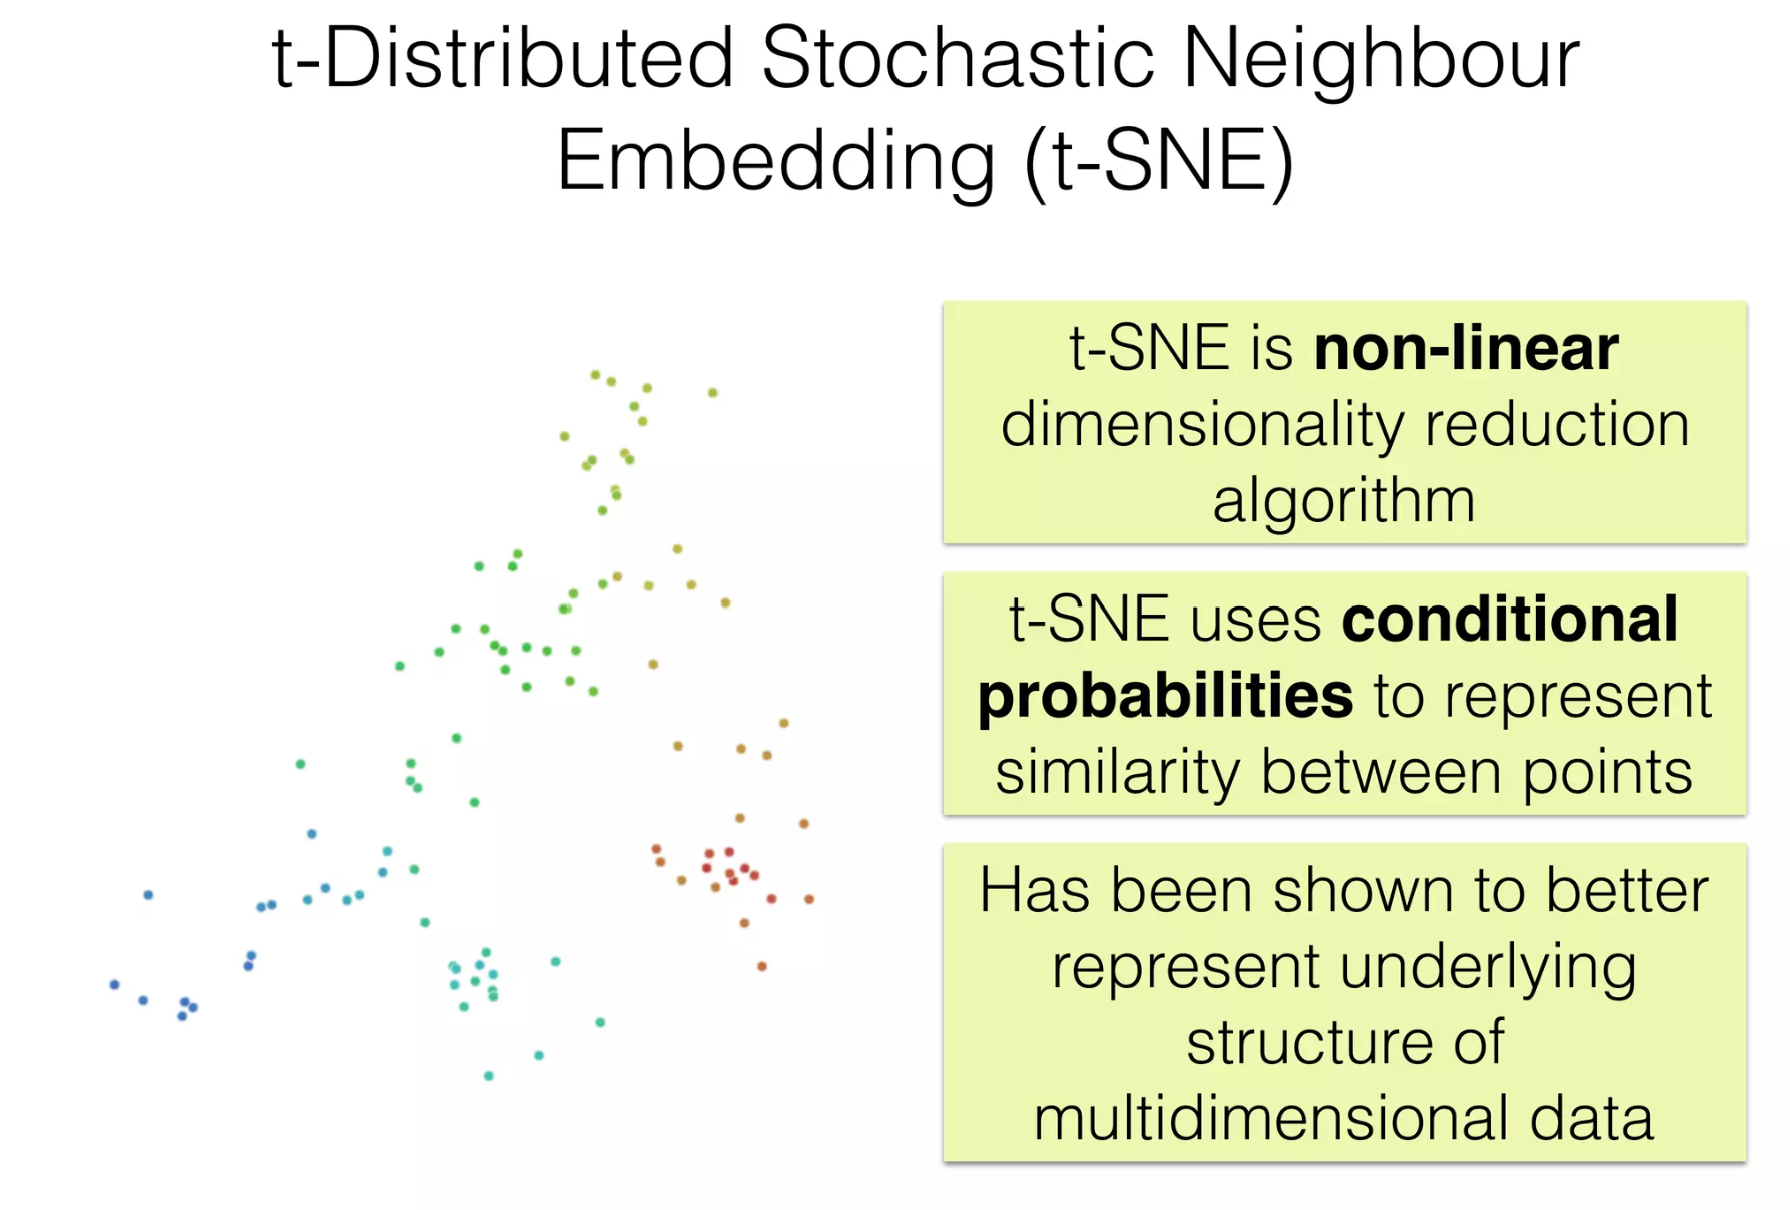 t-Distributed Stochastic Neighbour
Embedding (t-SNE)
t-SNE is non-linear
dimensionality reduction
algorithm
t-SNE uses conditional
probabilities to represent
similarity between points
Has been shown to better
represent underlying
structure of
multidimensional data